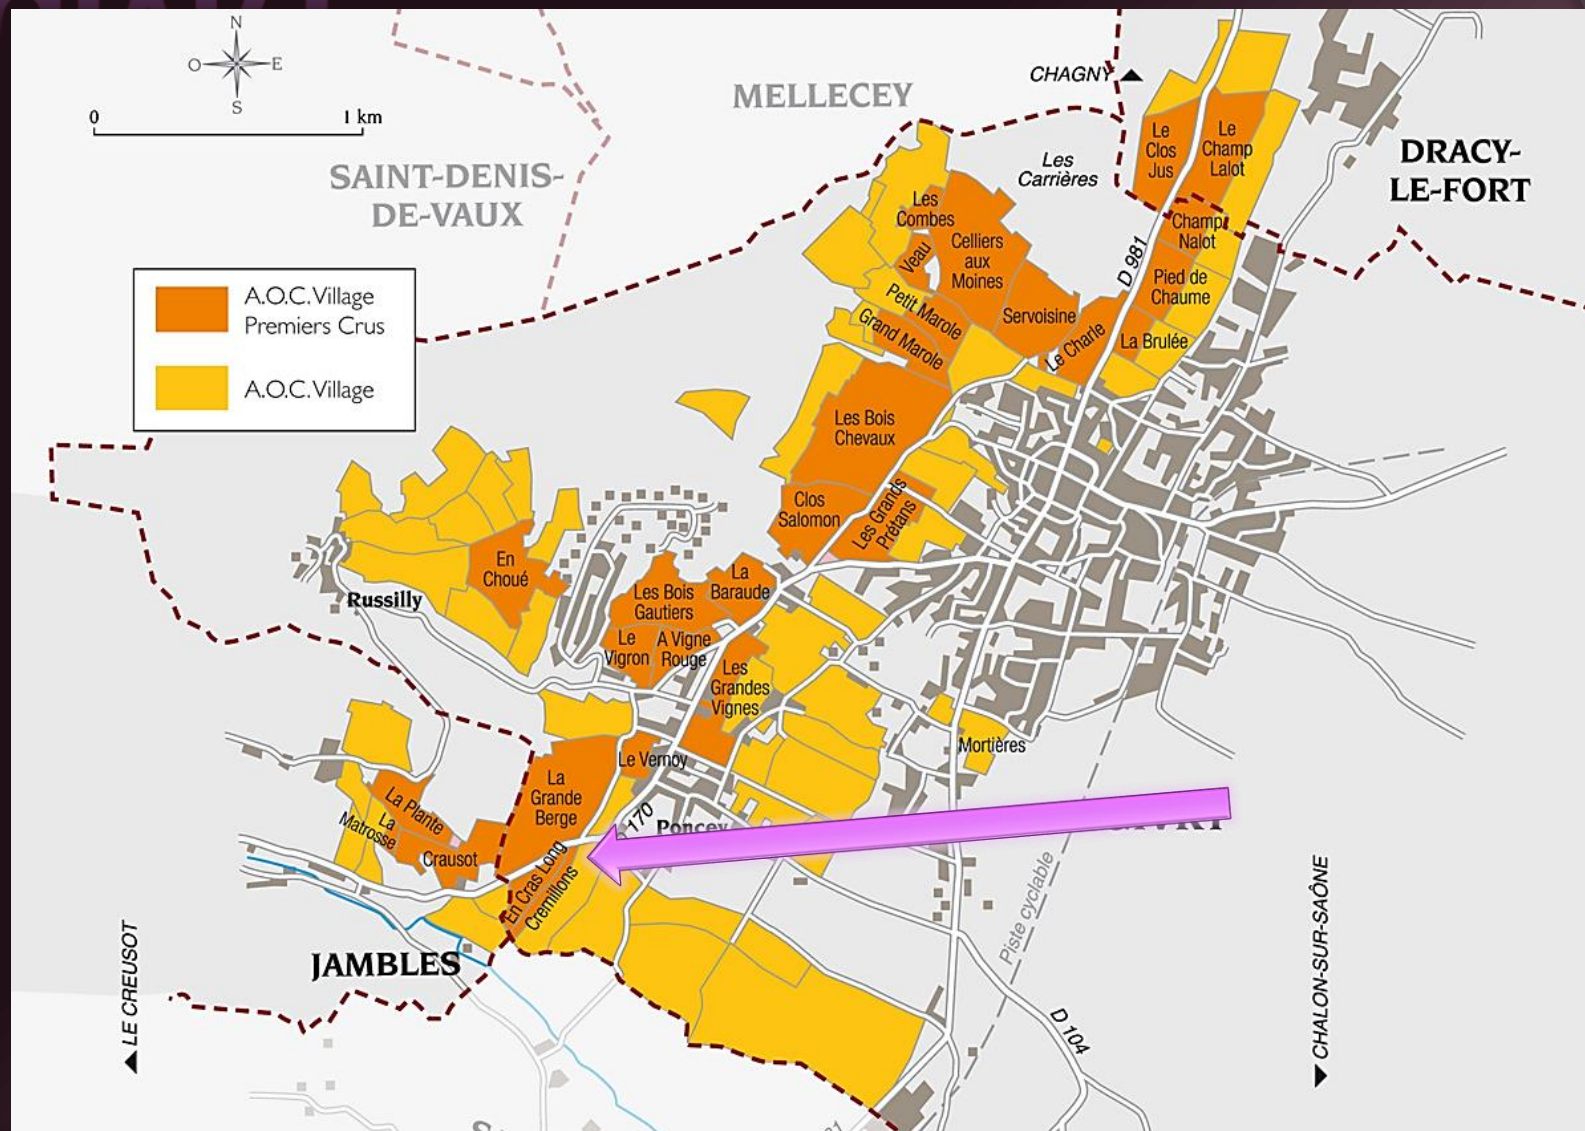 N
O
E
S
0
1 km
CHAGNY
MELLECEY
SAINT-DENIS-
DE-VAUX
DRACY-
LE-FORT
A.O.C.Village
Premiers Crus
A.O.C.Village
Le
Clos
Jus
Le
Champ
Lalot
Les
Carrières
Champ
Nalot
Les
Combes
Celliers
aux
Moines
Veau
D 981
Pied de
Chaume
Petit Marole
Grand Marole
Servoisine
Le Charle
La Brulée
Les Bois
Chevaux
Clos
Salomon
Les Grands
Prétans
En
Choué
Russilly
La
Baraude
Les Bois
Gautiers
Le
Vigron
A Vigne
Rouge
Les
Grandes
Vignes
Mortières
Le Vernoy
La
Grande
Berge
La Plante
La
Matrosse
Crausot
170
Poncey
En Cras Long
Cremillons
JAMBLES
Piste cyclable
D 104
LE CREUSOT
CHALON-SUR-SAÔNE